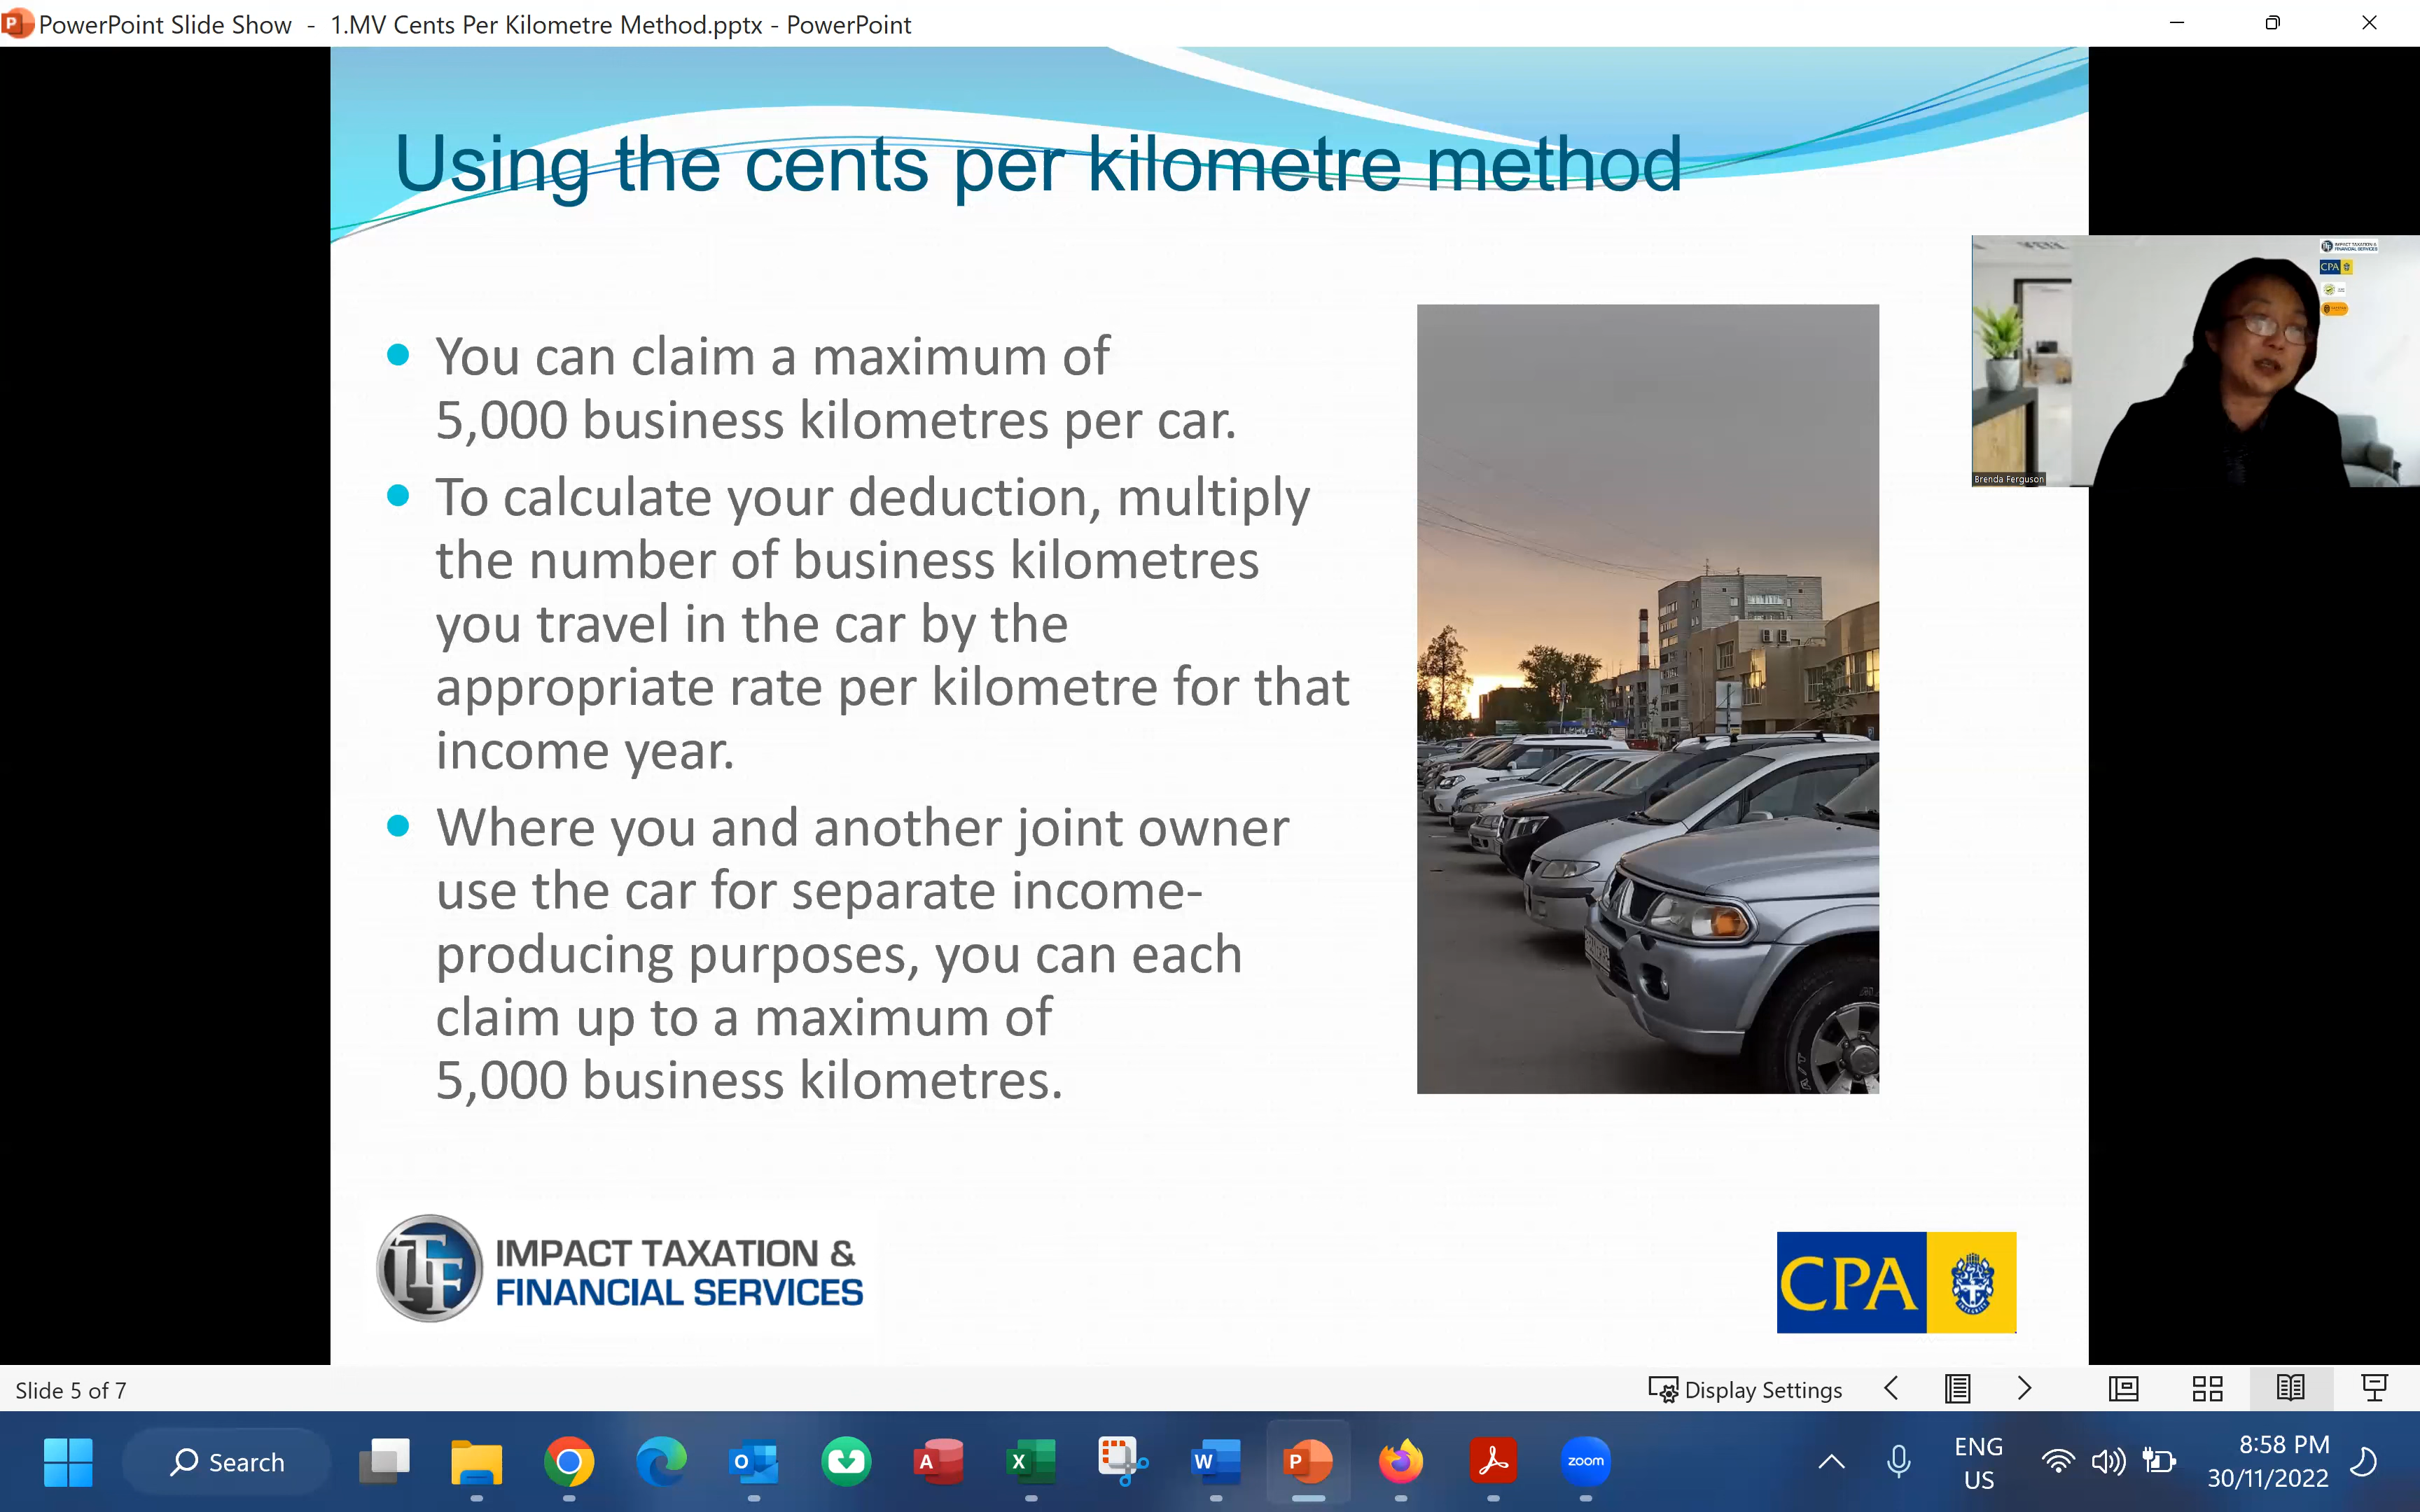 PowerPoint Slide Show - 1.MV Cents Per Kilometre Method.pptx - PowerPoint
Using the cents per kilometre method
IMPACT TAXATION &
FINANCIAL SERVICES
CPA
Brenda Ferguson
You can claim a maximum of
5,000 business kilometres per car.
To calculate your deduction, multiply
the number of business kilometres
you travel in the car by the
appropriate rate per kilometre for that
income year.
Where you and another joint owner
use the car for separate income-
producing purposes, you can each
claim up to a maximum of
5,000 business kilometres.
IMPACT TAXATION &
FINANCIAL SERVICES
CPA
Slide 5 of 7
Display Settings
Search
zoom
ENG
US
8:58 PM
30/11/2022